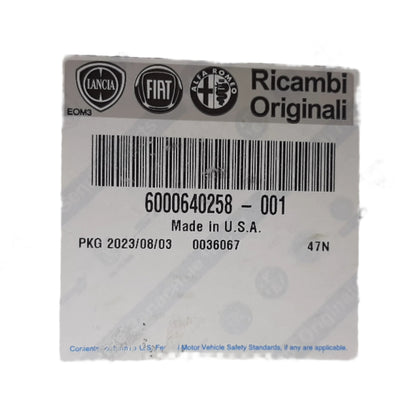 LANCIA FIAT ALFA ROMEO Ricambi
Originali
EOM3
6000640258 - 001
Made in U.S.A.
PKG 2023/08/03 0036067 47N
Motor Vehicle Safety Standards, if any are applicable.